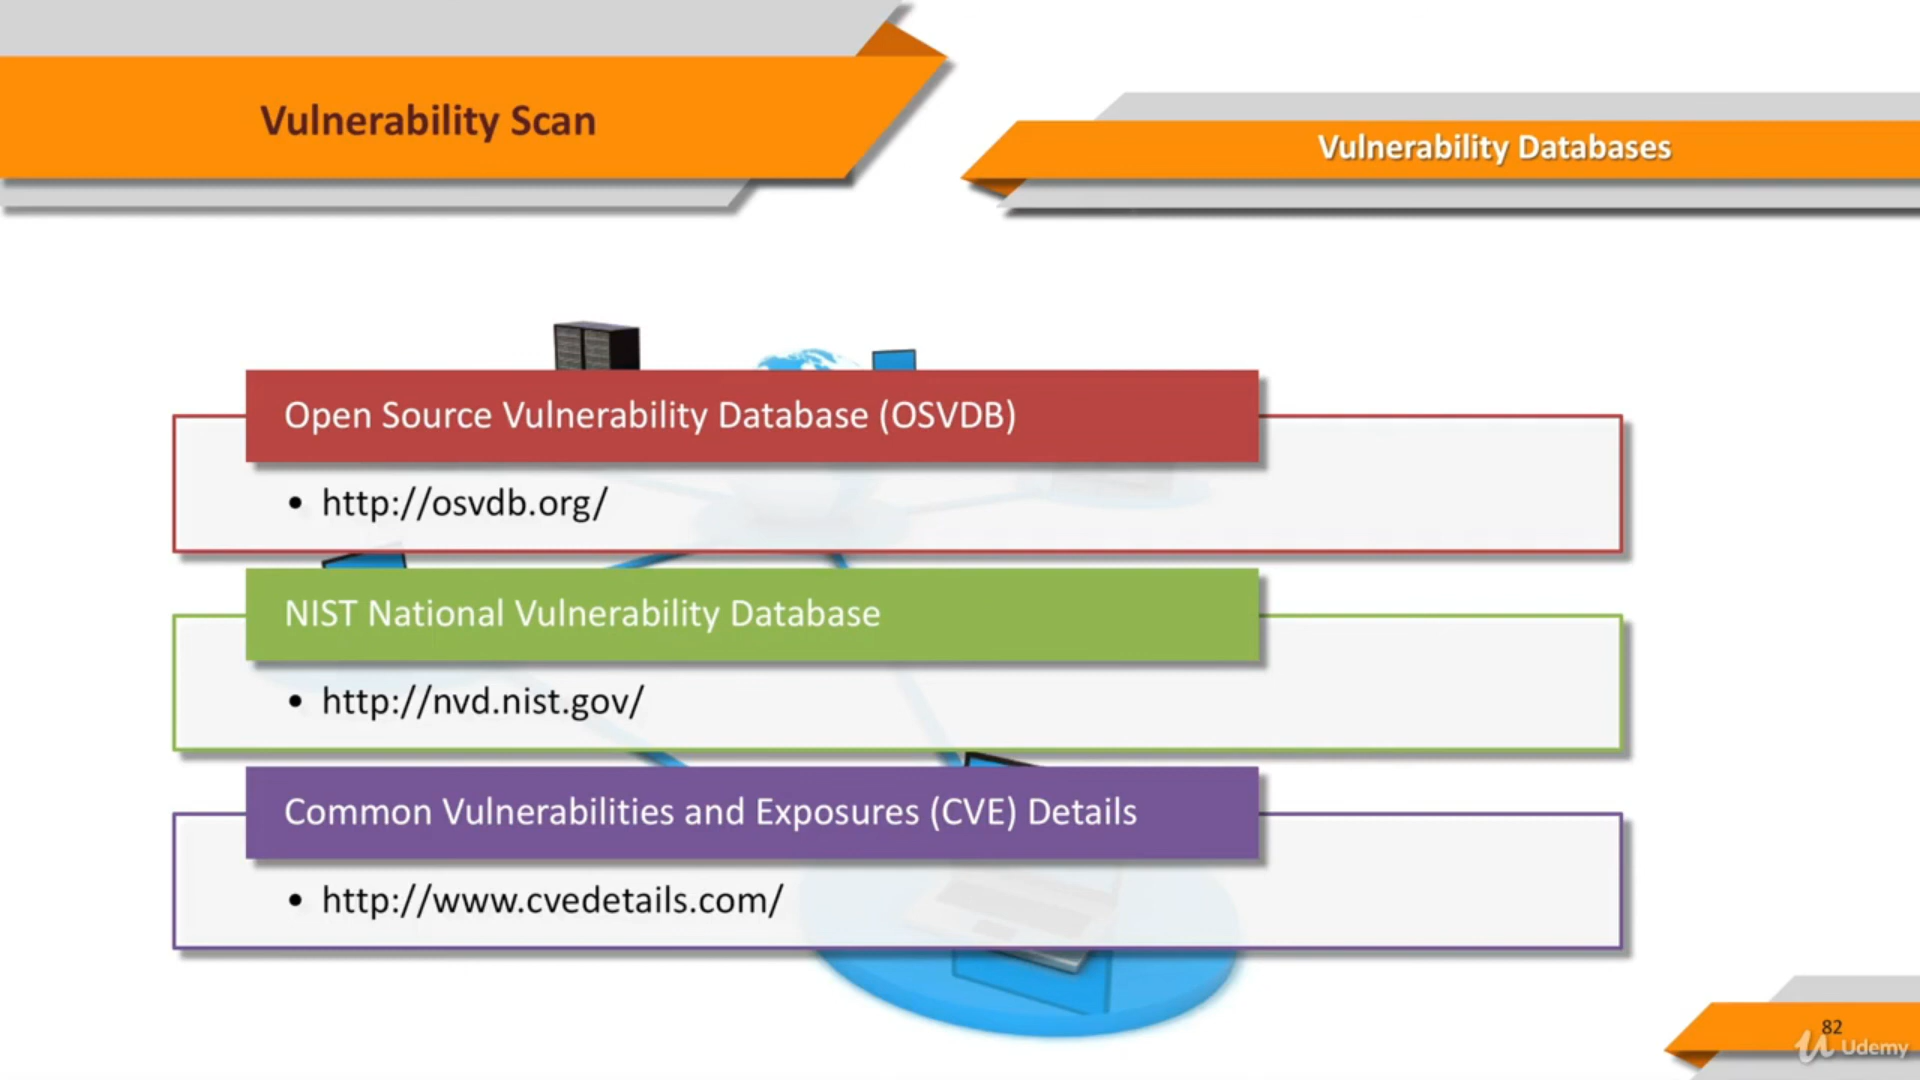 Vulnerability Scan
Vulnerability Databases
Open Source Vulnerability Database (OSVDB)
• http://osvdb.org/
NIST National Vulnerability Database
• http://nvd.nist.gov/
Common Vulnerabilities and Exposures (CVE) Details
• http://www.cvedetails.com/
82
Udemy